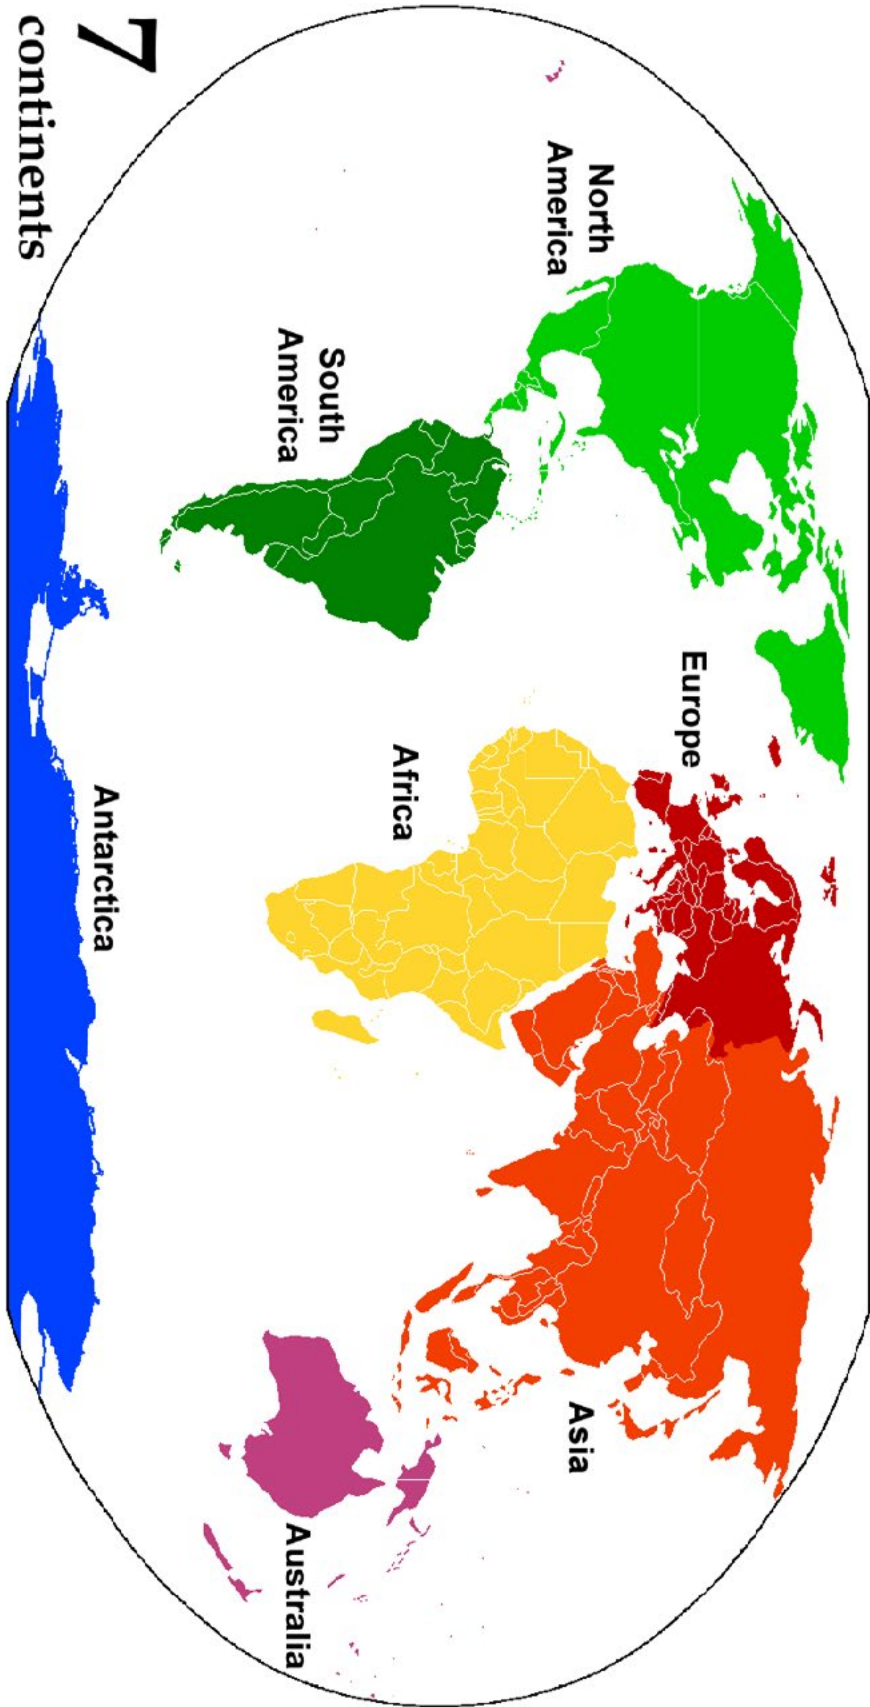 North
America
Europe
Asia
Africa
South
America
Australia
Antarctica
7
continents